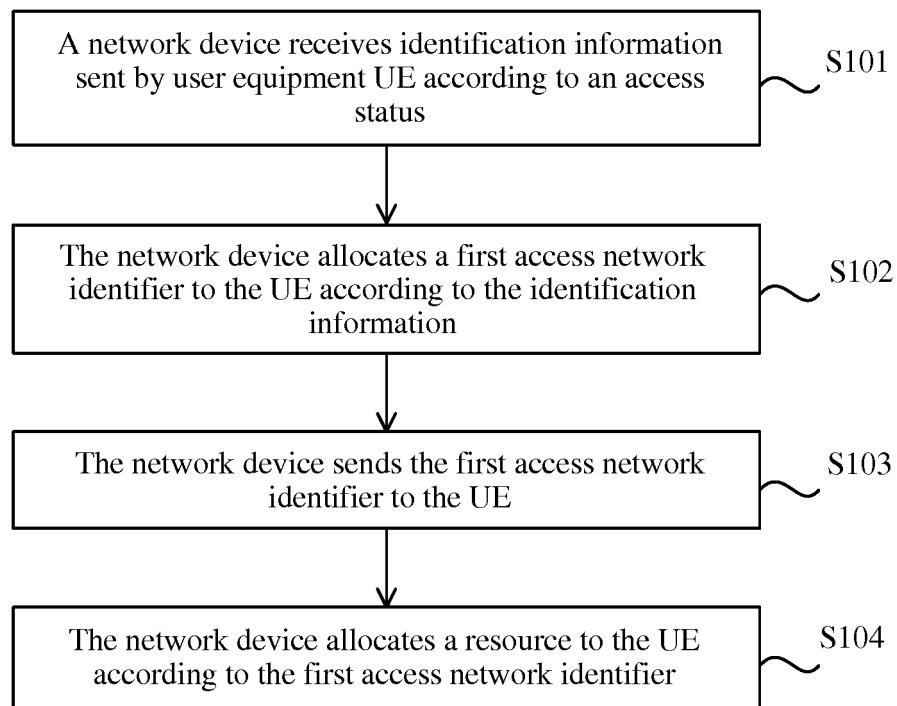 A network device receives identification information
sent by user equipment UE according to an access
status
S101
The network device allocates a first access network
identifier to the UE according to the identification
information
S102
The network device sends the first access network
identifier to the UE
S103
The network device allocates a resource to the UE
according to the first access network identifier
S104